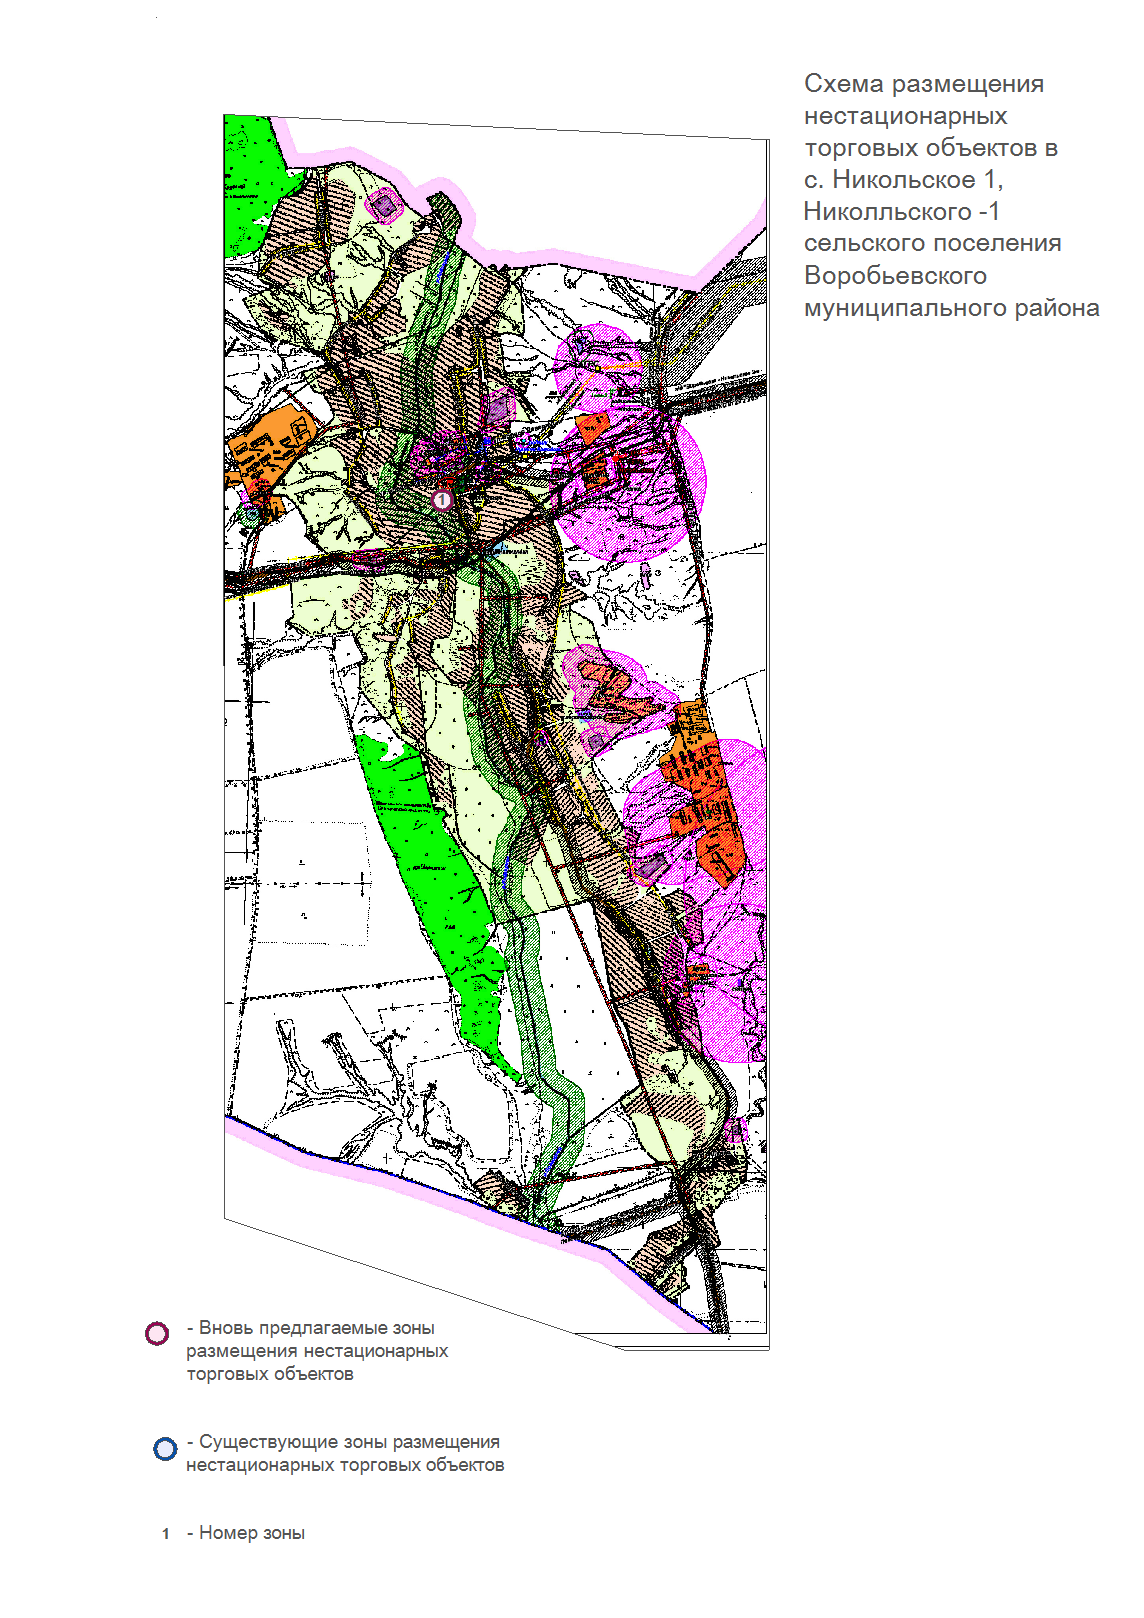 Схема размещения
нестационарных
торговых объектов в
с. Никольское 1,
Николльского -1
сельского поселения
Воробьевского
муниципального района
1
- Вновь предлагаемые зоны
размещения нестационарных
торговых объектов
- Существующие зоны размещения
нестационарных торговых объектов
1 - Номер зоны